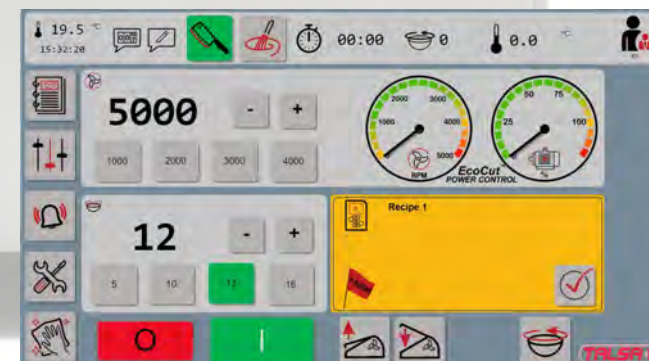 19.5 °C
15:32:20
00:00
0
0.0 °C
5000
- +
1000 2000 3000 4000
1000 2000 3000 4000 5000
RPM
25 50 75 100
%
EcoCut
POWER CONTROL
12
- +
5 10 12 16
Recipe 1
O I
TALSA